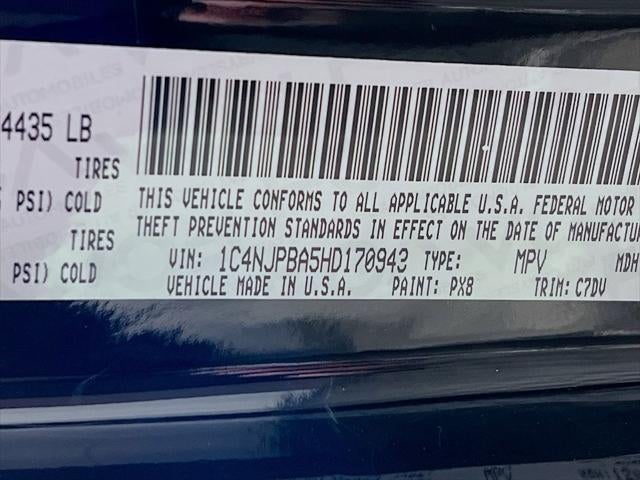 4435 LB
TIRES
PSI) COLD
TIRES
PSI) COLD
THIS VEHICLE CONFORMS TO ALL APPLICABLE U.S.A. FEDERAL MOTOR
THEFT PREVENTION STANDARDS IN EFFECT ON THE DATE OF MANUFACTU
VIN: 1C4NJPBA5HD170943 TYPE: MPV MDH
VEHICLE MADE IN U.S.A. PAINT: PX8 TRIM: C7DV